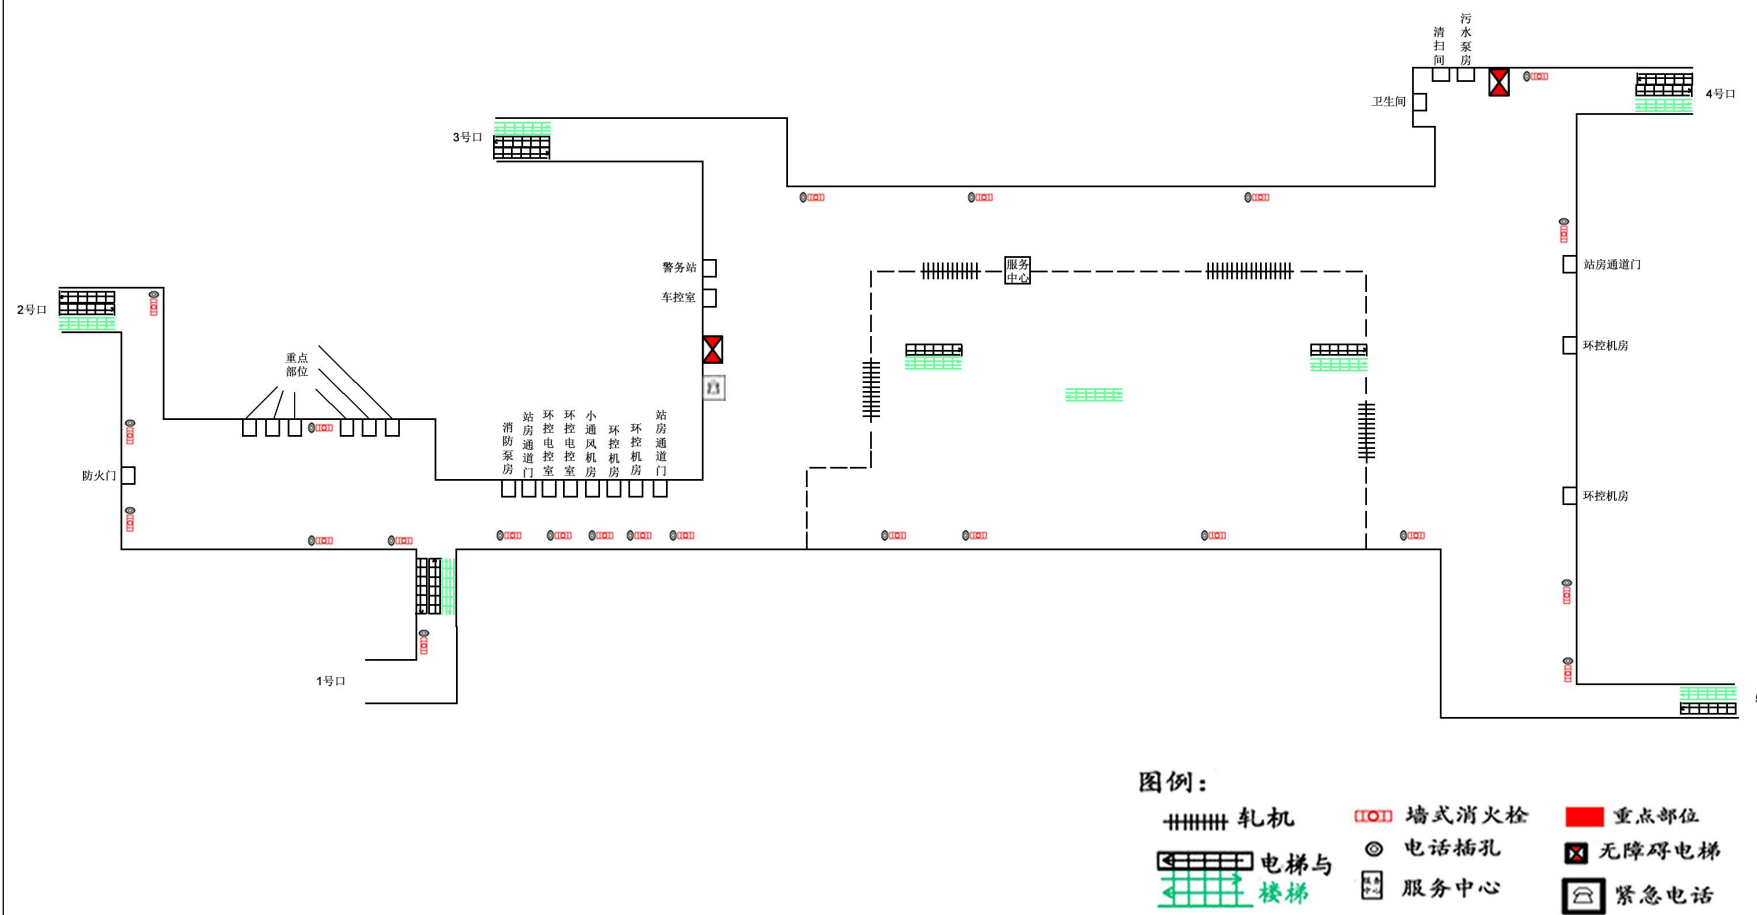 污水泵房
清扫间
卫生间
4号口
3号口
警务站
车控室
服务
中心
站房通道门
2号口
重点
部位
环控机房
消防泵房
站房通道门
环控电控室
环控电控室
小通风机房
环控机房
环控机房
站房通道门
防火门
环控机房
1号口
图例：
轧机
墙式消火栓
重点部位
电话插孔
无障碍电梯
电梯与
楼梯
服务
中心
服务中心
紧急电话